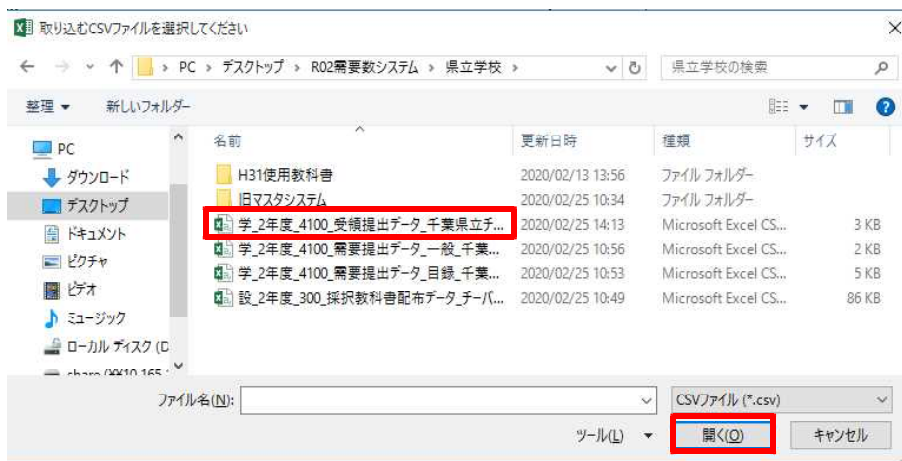 取り込むCSVファイルを選択してください
PC › デスクトップ › R02需要数システム › 県立学校 ›
県立学校の検索
整理 新しいフォルダー
名前 更新日時 種類 サイズ
PC
ダウンロード
デスクトップ
ドキュメント
ピクチャ
ビデオ
ミュージック
ローカル ディスク (D
share (¥¥10.165.
H31使用教科書 2020/02/13 13:56 ファイル フォルダー
旧マスタシステム 2020/02/25 10:34 ファイル フォルダー
学_2年度_4100_受領提出データ_千葉県立チ... 2020/02/25 14:13 Microsoft Excel CS... 3 KB
学_2年度_4100_需要提出データ_一般_千葉... 2020/02/25 10:56 Microsoft Excel CS... 2 KB
学_2年度_4100_需要提出データ_目録_千葉... 2020/02/25 10:53 Microsoft Excel CS... 5 KB
設_2年度_300_採択教科書配布データ_チーバ... 2020/02/25 10:49 Microsoft Excel CS... 86 KB
ファイル名(N): CSVファイル (*.csv)
ツール(L) 開く(O) キャンセル